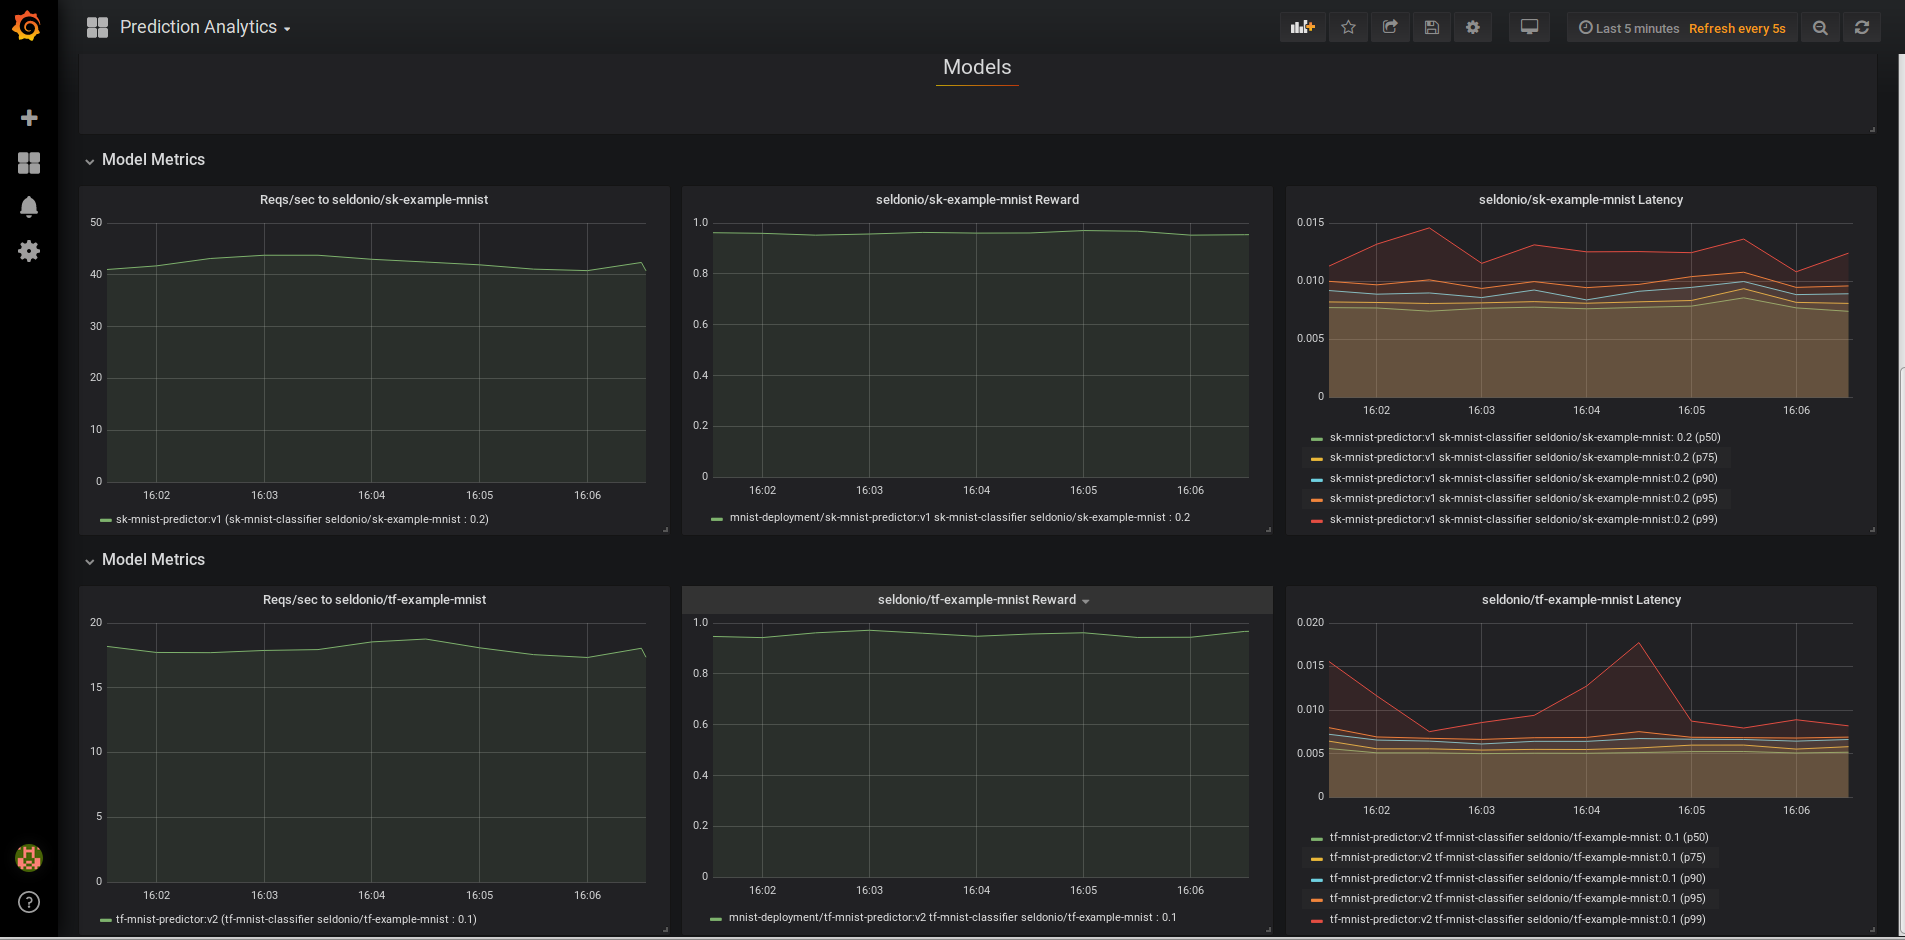 Prediction Analytics
Last 5 minutes Refresh every 5s
Models
Model Metrics
Reqs/sec to seldonio/sk-example-mnist
50
40
30
20
10
0
16:02 16:03 16:04 16:05 16:06
sk-mnist-predictor:v1 (sk-mnist-classifier seldonio/sk-example-mnist : 0.2)
seldonio/sk-example-mnist Reward
1.0
0.8
0.6
0.4
0.2
0
16:02 16:03 16:04 16:05 16:06
mnist-deployment/sk-mnist-predictor:v1 sk-mnist-classifier seldonio/sk-example-mnist : 0.2
seldonio/sk-example-mnist Latency
0.015
0.010
0.005
0
16:02 16:03 16:04 16:05 16:06
sk-mnist-predictor:v1 sk-mnist-classifier seldonio/sk-example-mnist: 0.2 (p50)
sk-mnist-predictor:v1 sk-mnist-classifier seldonio/sk-example-mnist:0.2 (p75)
sk-mnist-predictor:v1 sk-mnist-classifier seldonio/sk-example-mnist:0.2 (p90)
sk-mnist-predictor:v1 sk-mnist-classifier seldonio/sk-example-mnist:0.2 (p95)
sk-mnist-predictor:v1 sk-mnist-classifier seldonio/sk-example-mnist:0.2 (p99)
Model Metrics
Reqs/sec to seldonio/tf-example-mnist
20
15
10
5
0
16:02 16:03 16:04 16:05 16:06
tf-mnist-predictor:v2 (tf-mnist-classifier seldonio/tf-example-mnist : 0.1)
seldonio/tf-example-mnist Reward
1.0
0.8
0.6
0.4
0.2
0
16:02 16:03 16:04 16:05 16:06
mnist-deployment/tf-mnist-predictor:v2 tf-mnist-classifier seldonio/tf-example-mnist : 0.1
seldonio/tf-example-mnist Latency
0.020
0.015
0.010
0.005
0
16:02 16:03 16:04 16:05 16:06
tf-mnist-predictor:v2 tf-mnist-classifier seldonio/tf-example-mnist: 0.1 (p50)
tf-mnist-predictor:v2 tf-mnist-classifier seldonio/tf-example-mnist:0.1 (p75)
tf-mnist-predictor:v2 tf-mnist-classifier seldonio/tf-example-mnist:0.1 (p90)
tf-mnist-predictor:v2 tf-mnist-classifier seldonio/tf-example-mnist:0.1 (p95)
tf-mnist-predictor:v2 tf-mnist-classifier seldonio/tf-example-mnist:0.1 (p99)